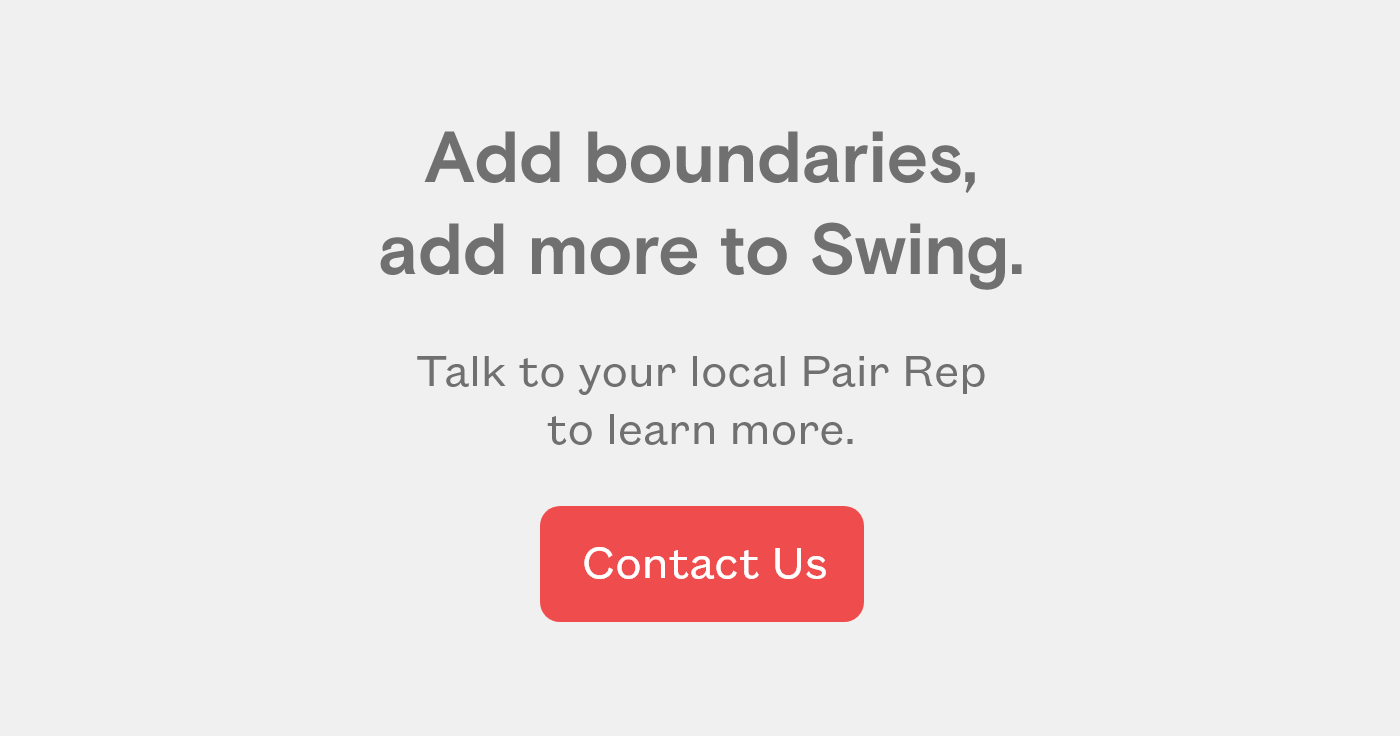 Add boundaries,
add more to Swing.
Talk to your local Pair Rep
to learn more.
Contact Us